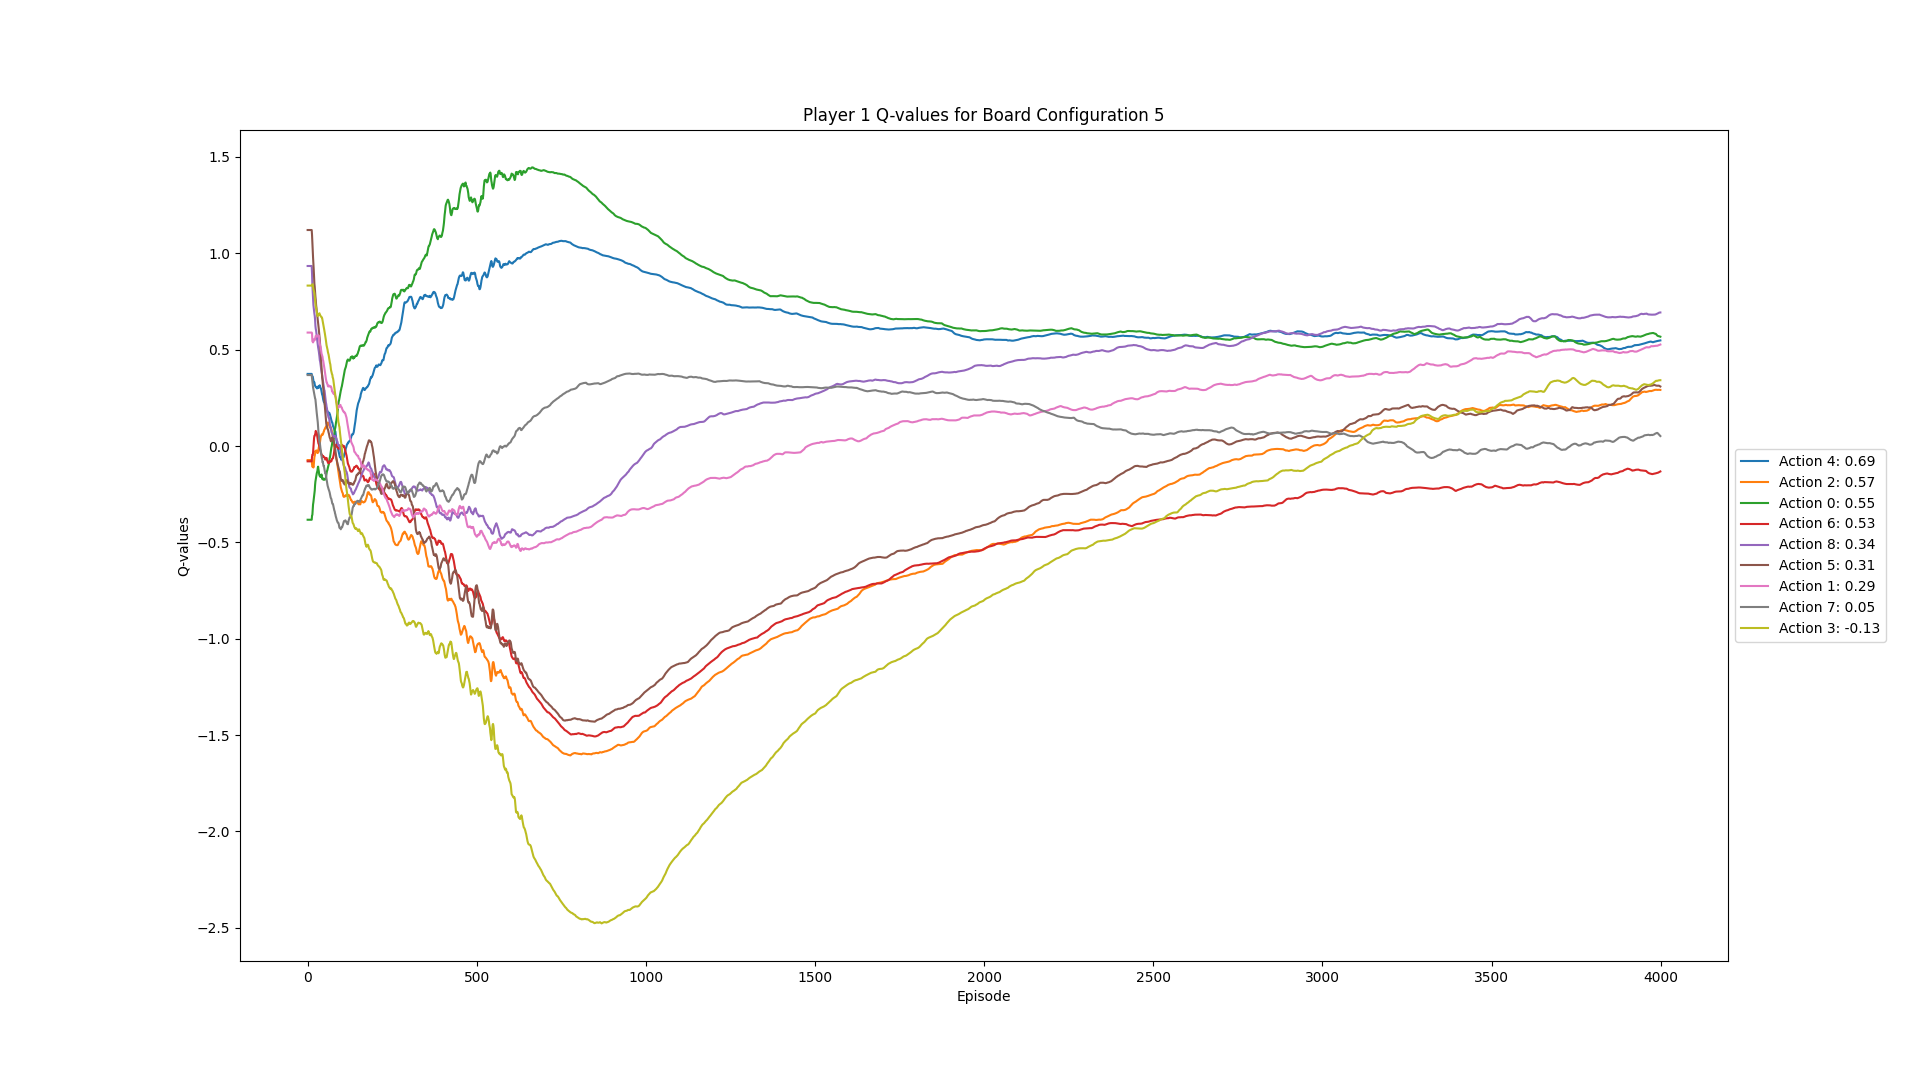 Player 1 Q-values for Board Configuration 5
1.5
1.0
0.5
0.0
−0.5
−1.0
−1.5
−2.0
−2.5
Q-values
0 500 1000 1500 2000 2500 3000 3500 4000
Episode
Action 4: 0.69
Action 2: 0.57
Action 0: 0.55
Action 6: 0.53
Action 8: 0.34
Action 5: 0.31
Action 1: 0.29
Action 7: 0.05
Action 3: -0.13